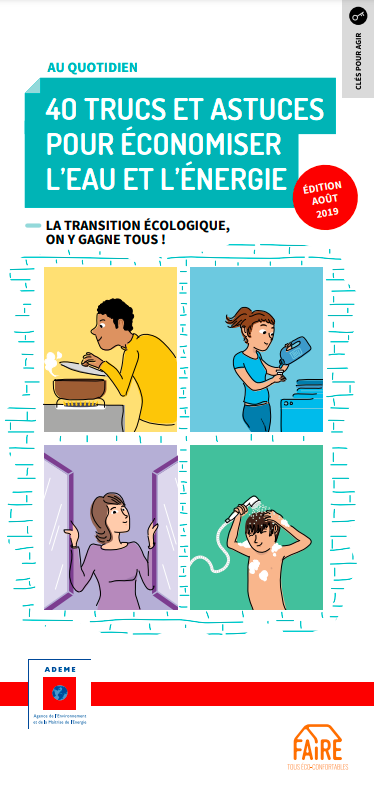 CLÉS POUR AGIR
AU QUOTIDIEN
40 TRUCS ET ASTUCES
POUR ÉCONOMISER
L'EAU ET L'ÉNERGIE
ÉDITION
AOÛT
2019
LA TRANSITION ÉCOLOGIQUE,
ON Y GAGNE TOUS !
ADEME
Agence de l'Environnement
et de la Maîtrise de l'Energie
FAiRE
TOUS ÉCO-CONFORTABLES